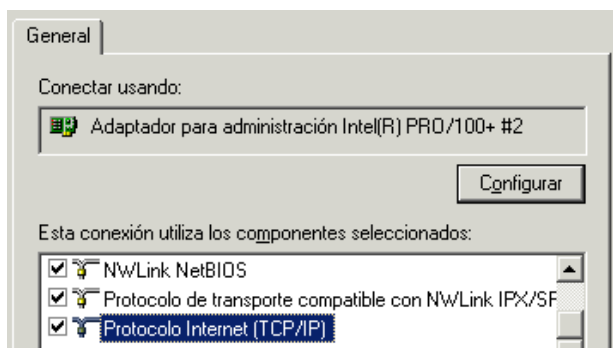 General
Conectar usando:
Adaptador para administración Intel(R) PRO/100+ #2
Configurar
Esta conexión utiliza los componentes seleccionados:
NWLink NetBIOS
Protocolo de transporte compatible con NWLink IPX/SP
Protocolo Internet (TCP/IP)